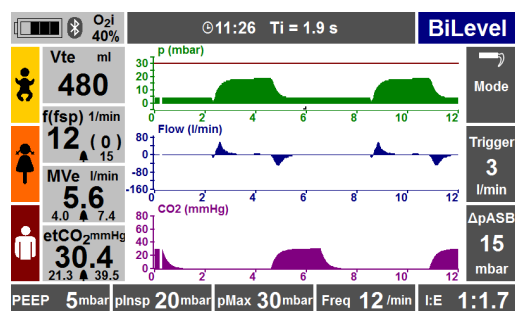 O2i
40%
11:26 Ti = 1.9 s
BiLevel
Vte ml
480
f(fsp) 1/min
12 ( 0 )
15
MVe l/min
5.6
4.0 7.4
etCO2 mmHg
30.4
21.3 39.5
p (mbar)
30
20
10
0
0 2 4 6 8 10 12
Flow (l/min)
80
0
-80
-160
0 2 4 6 8 10 12
CO2 (mmHg)
80
60
40
20
0
0 2 4 6 8 10 12
Mode
Trigger
3
l/min
ΔpASB
15
mbar
PEEP 5 mbar
pInsp 20 mbar
pMax 30 mbar
Freq 12 /min
I:E 1:1.7